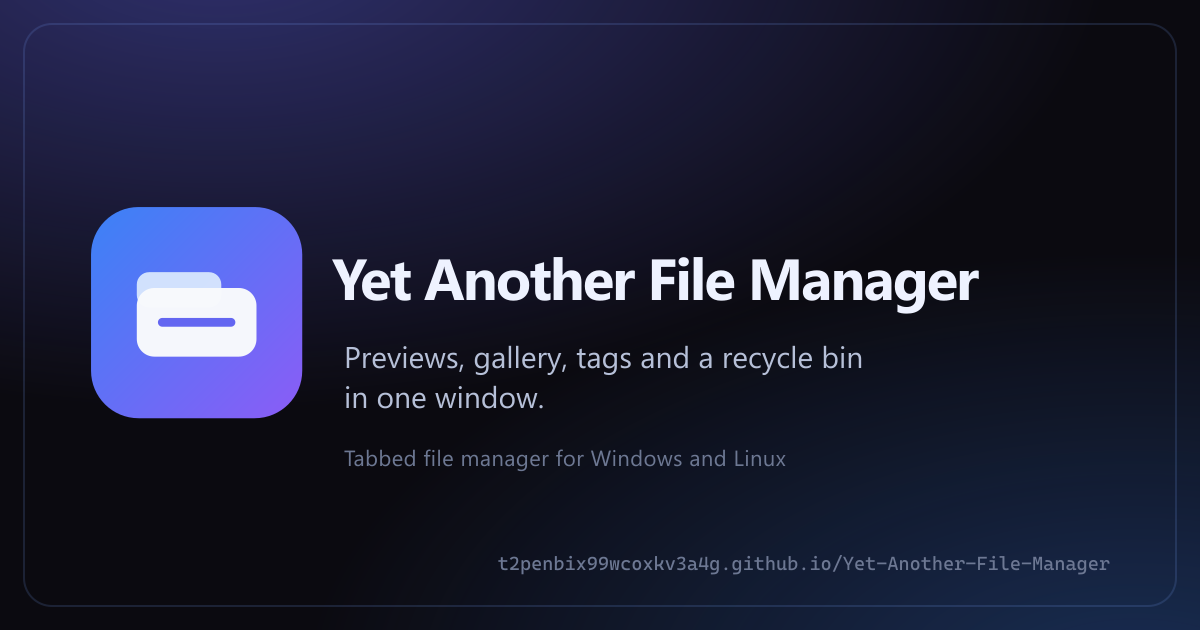 Yet Another File Manager
Previews, gallery, tags and a recycle bin
in one window.
Tabbed file manager for Windows and Linux
t2penbix99wcoxkv3a4g.github.io/Yet-Another-File-Manager